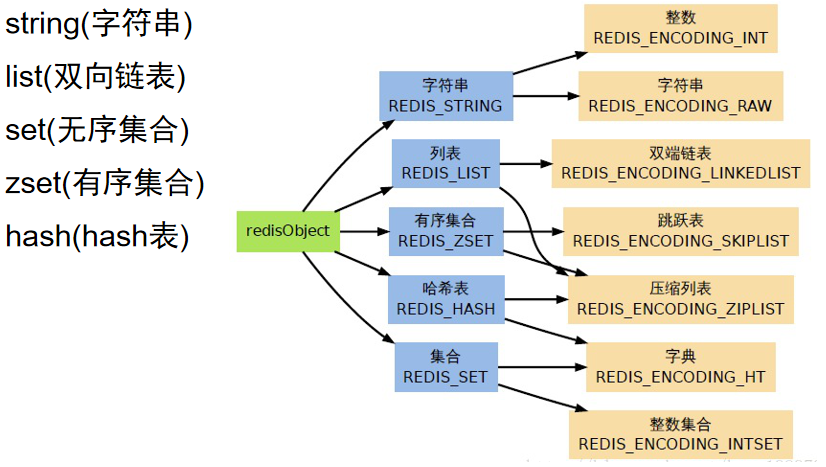 string(字符串)
list(双向链表)
set(无序集合)
zset(有序集合)
hash(hash表)
redisObject
字符串
REDIS_STRING
列表
REDIS_LIST
有序集合
REDIS_ZSET
哈希表
REDIS_HASH
集合
REDIS_SET
整数
REDIS_ENCODING_INT
字符串
REDIS_ENCODING_RAW
双端链表
REDIS_ENCODING_LINKEDLIST
跳跃表
REDIS_ENCODING_SKIPLIST
压缩列表
REDIS_ENCODING_ZIPLIST
字典
REDIS_ENCODING_HT
整数集合
REDIS_ENCODING_INTSET